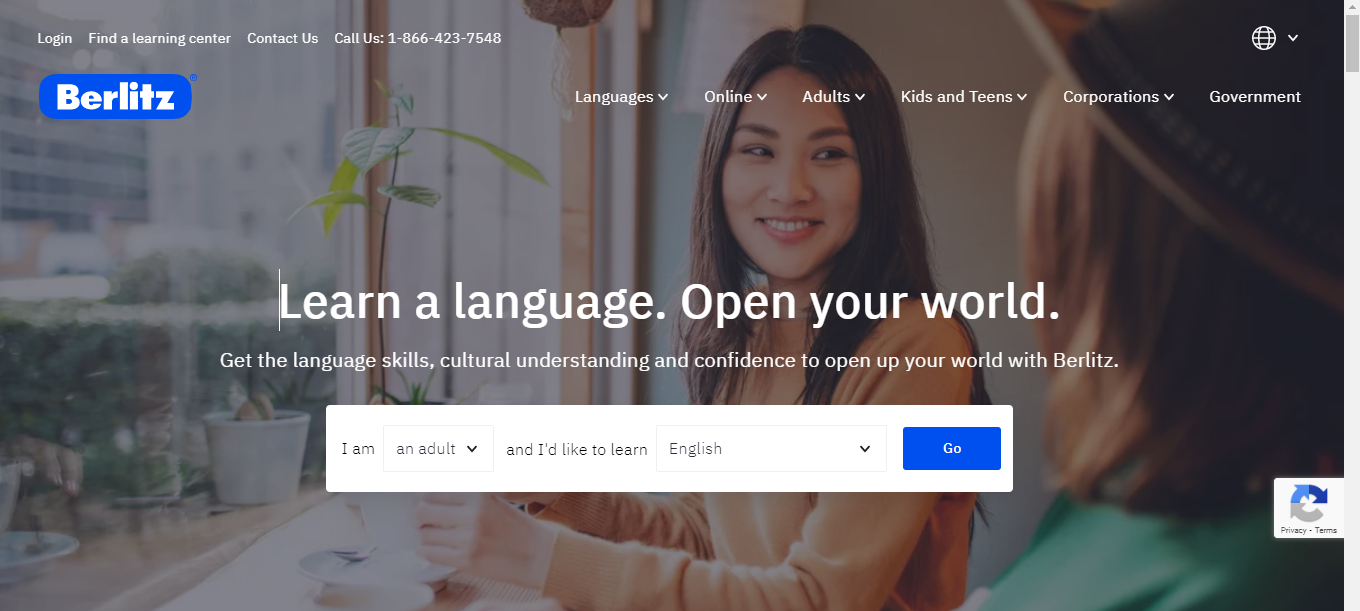 Login Find a learning center Contact Us Call Us: 1-866-423-7548
Berlitz®
Languages Online Adults Kids and Teens Corporations Government
Learn a language. Open your world.
Get the language skills, cultural understanding and confidence to open up your world with Berlitz.
I am an adult and I'd like to learn English Go
Privacy - Terms